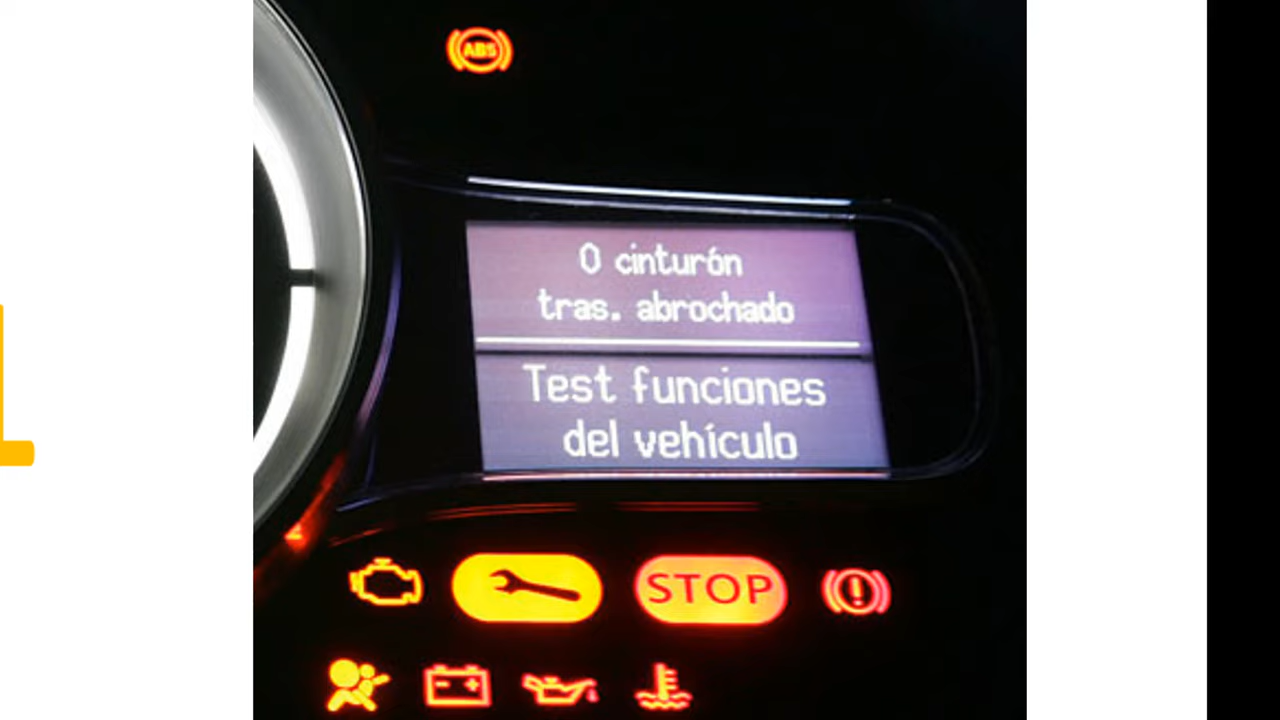 ABS
0 cinturón
tras. abrochado
Test funciones
del vehículo
STOP